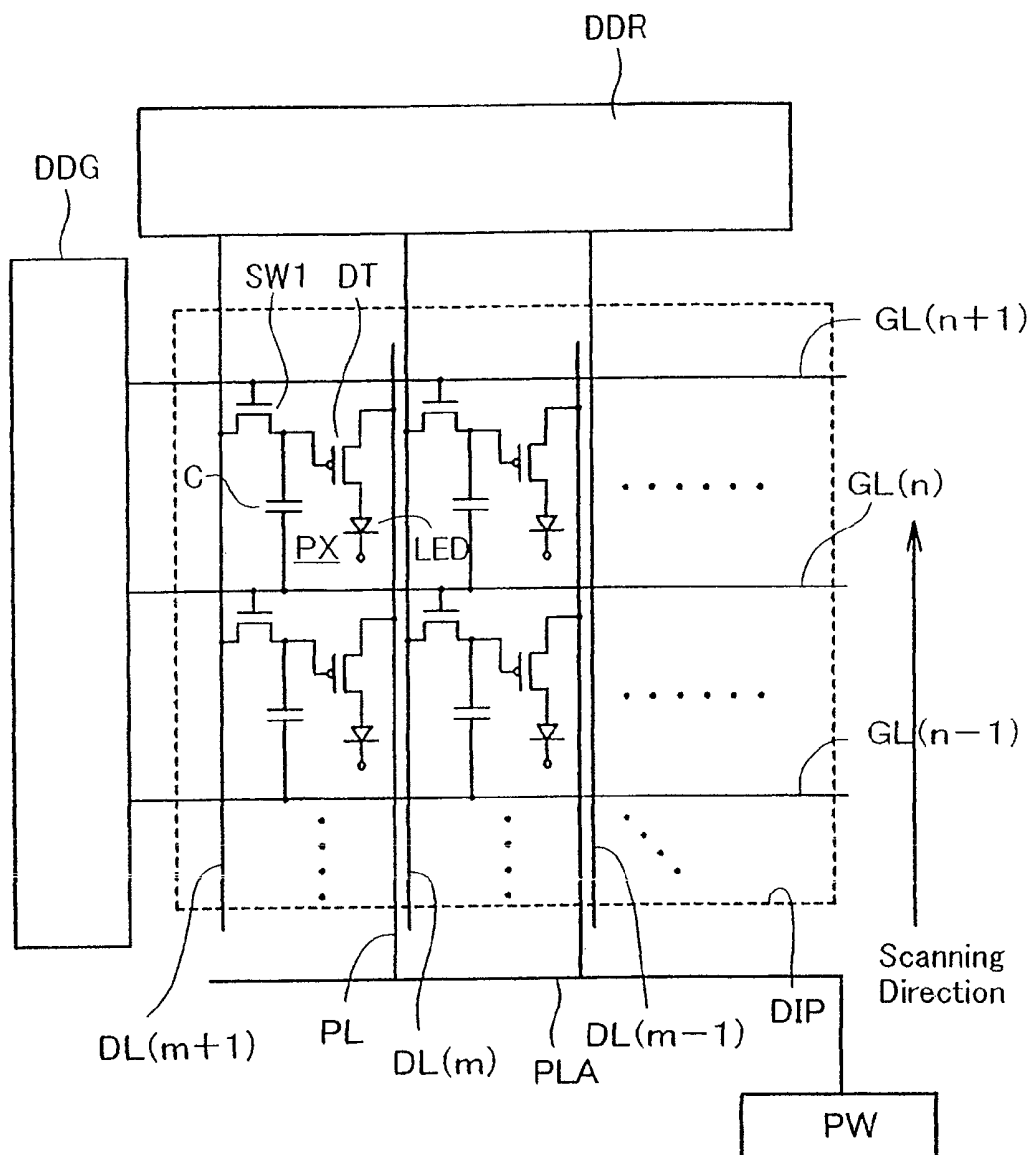 DDR
DDG
SW1 DT
GL(n+1)
C
GL(n)
PX LED
GL(n-1)
Scanning
Direction
DL(m+1) PL DL(m) PLA DL(m-1) DIP
PW